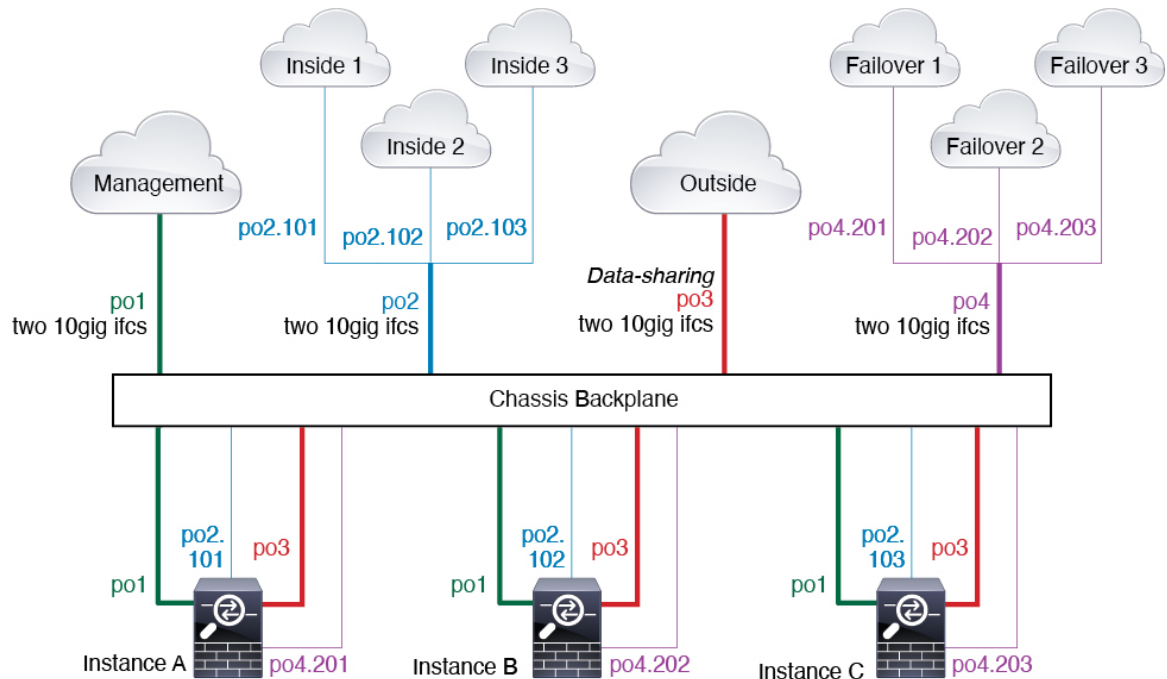 Inside 1
Inside 3
Failover 1
Failover 3
Inside 2
Failover 2
Management
Outside
po2.101
po2.102
po2.103
po4.201
po4.202
po4.203
po1
two 10gig ifcs
po2
two 10gig ifcs
Data-sharing
po3
two 10gig ifcs
po4
two 10gig ifcs
Chassis Backplane
po1
po2.
101
po3
Instance A
po4.201
po1
po2.
102
po3
Instance B
po4.202
po1
po2.
103
po3
Instance C
po4.203